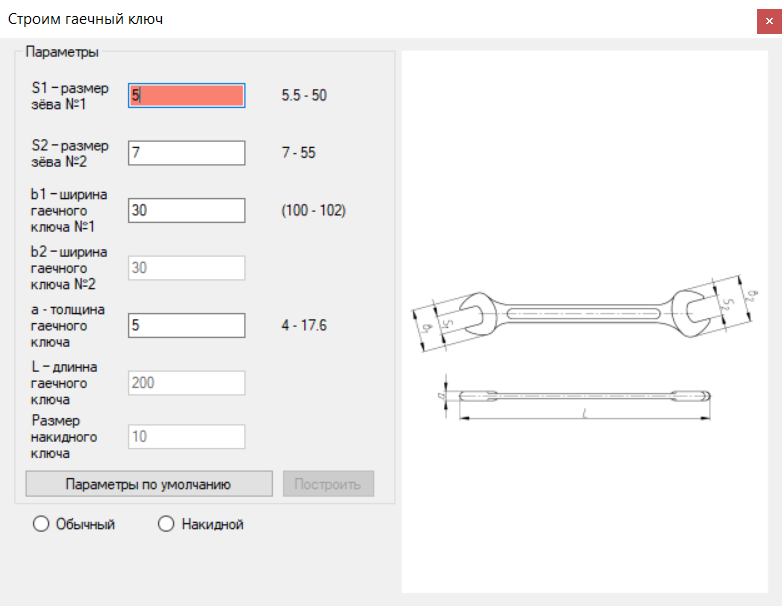 Строим гаечный ключ
Параметры
S1 – размер
зёва №1
5
5.5 - 50
S2 – размер
зёва №2
7
7 - 55
b1 – ширина
гаечного
ключа №1
30
(100 - 102)
b2 – ширина
гаечного
ключа №2
30
a - толщина
гаечного
ключа
5
4 - 17.6
L – длинна
гаечного
ключа
200
Размер
накидного
ключа
10
Параметры по умолчанию
Построить
Обычный
Накидной
в1
S1
S2
в2
a
L